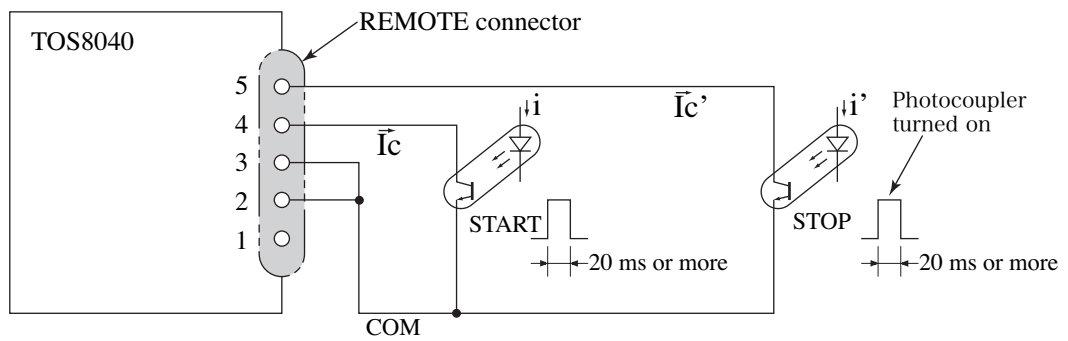 REMOTE connector
TOS8040
5
4
3
2
1
Ic
Ic’
i
i’
Photocoupler
turned on
START
STOP
20 ms or more
20 ms or more
COM